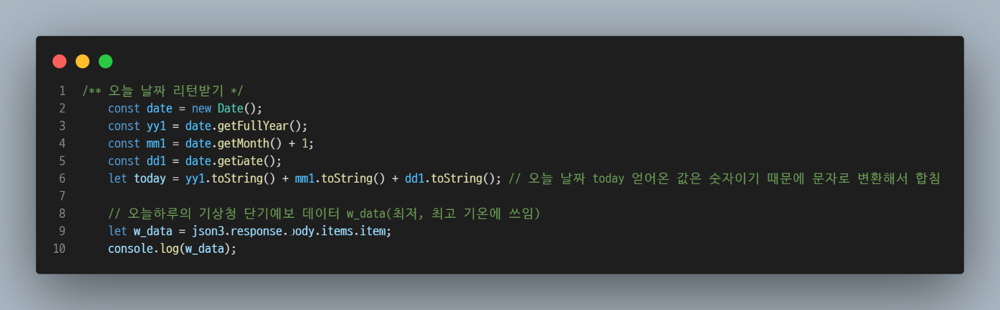 1 /** 오늘 날짜 리턴받기 */
2 const date = new Date();
3 const yy1 = date.getFullYear();
4 const mm1 = date.getMonth() + 1;
5 const dd1 = date.getDate();
6 let today = yy1.toString() + mm1.toString() + dd1.toString(); // 오늘 날짜 today 얻어온 값은 숫자이기 때문에 문자로 변환해서 합침
7
8 // 오늘하루의 기상청 단기예보 데이터 w_data(최저, 최고 기온에 쓰임)
9 let w_data = json3.response.body.items.item;
10 console.log(w_data);